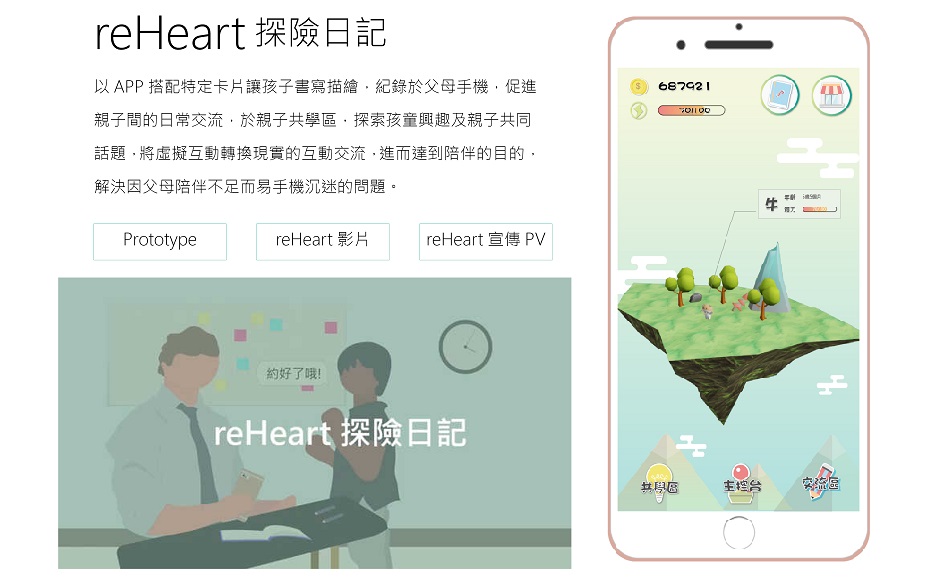 reHeart 探險日記
以 APP 搭配特定卡片讓孩子書寫描繪，紀錄於父母手機，促進
親子間的日常交流，於親子共學區，探索孩童興趣及親子共同
話題，將虛擬互動轉換現實的互動交流，進而達到陪伴的目的，
解決因父母陪伴不足而易手機沉迷的問題。
Prototype
reHeart 影片
reHeart 宣傳 PV
約好了哦!
reHeart 探險日記
687921
牛
共學區
主控台
交流區